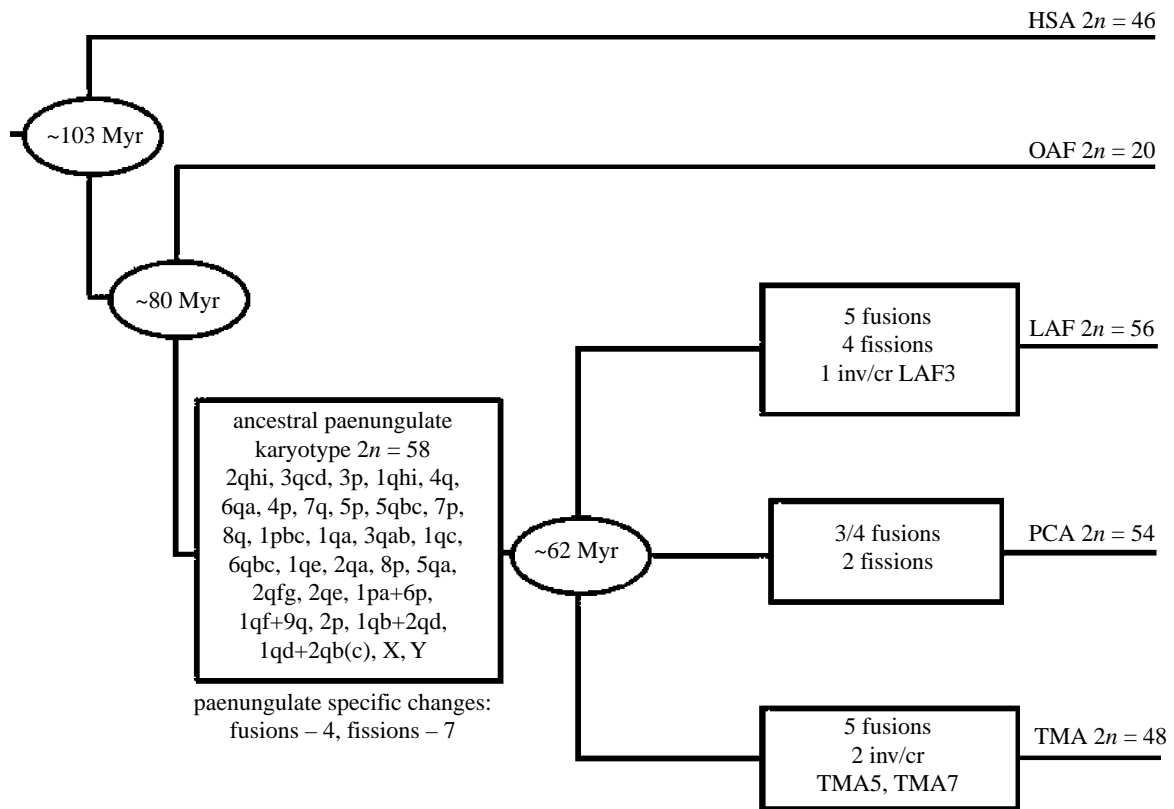 HSA 2n = 46
~103 Myr
OAF 2n = 20
~80 Myr
5 fusions
4 fissions
1 inv/cr LAF3
LAF 2n = 56
ancestral paenungulate
karyotype 2n = 58
2qhi, 3qcd, 3p, 1qhi, 4q,
6qa, 4p, 7q, 5p, 5qbc, 7p,
8q, 1pbc, 1qa, 3qab, 1qc,
6qbc, 1qe, 2qa, 8p, 5qa,
2qfg, 2qe, 1pa+6p,
1qf+9q, 2p, 1qb+2qd,
1qd+2qb(c), X, Y
paenungulate specific changes:
fusions – 4, fissions – 7
~62 Myr
3/4 fusions
2 fissions
PCA 2n = 54
5 fusions
2 inv/cr
TMA5, TMA7
TMA 2n = 48